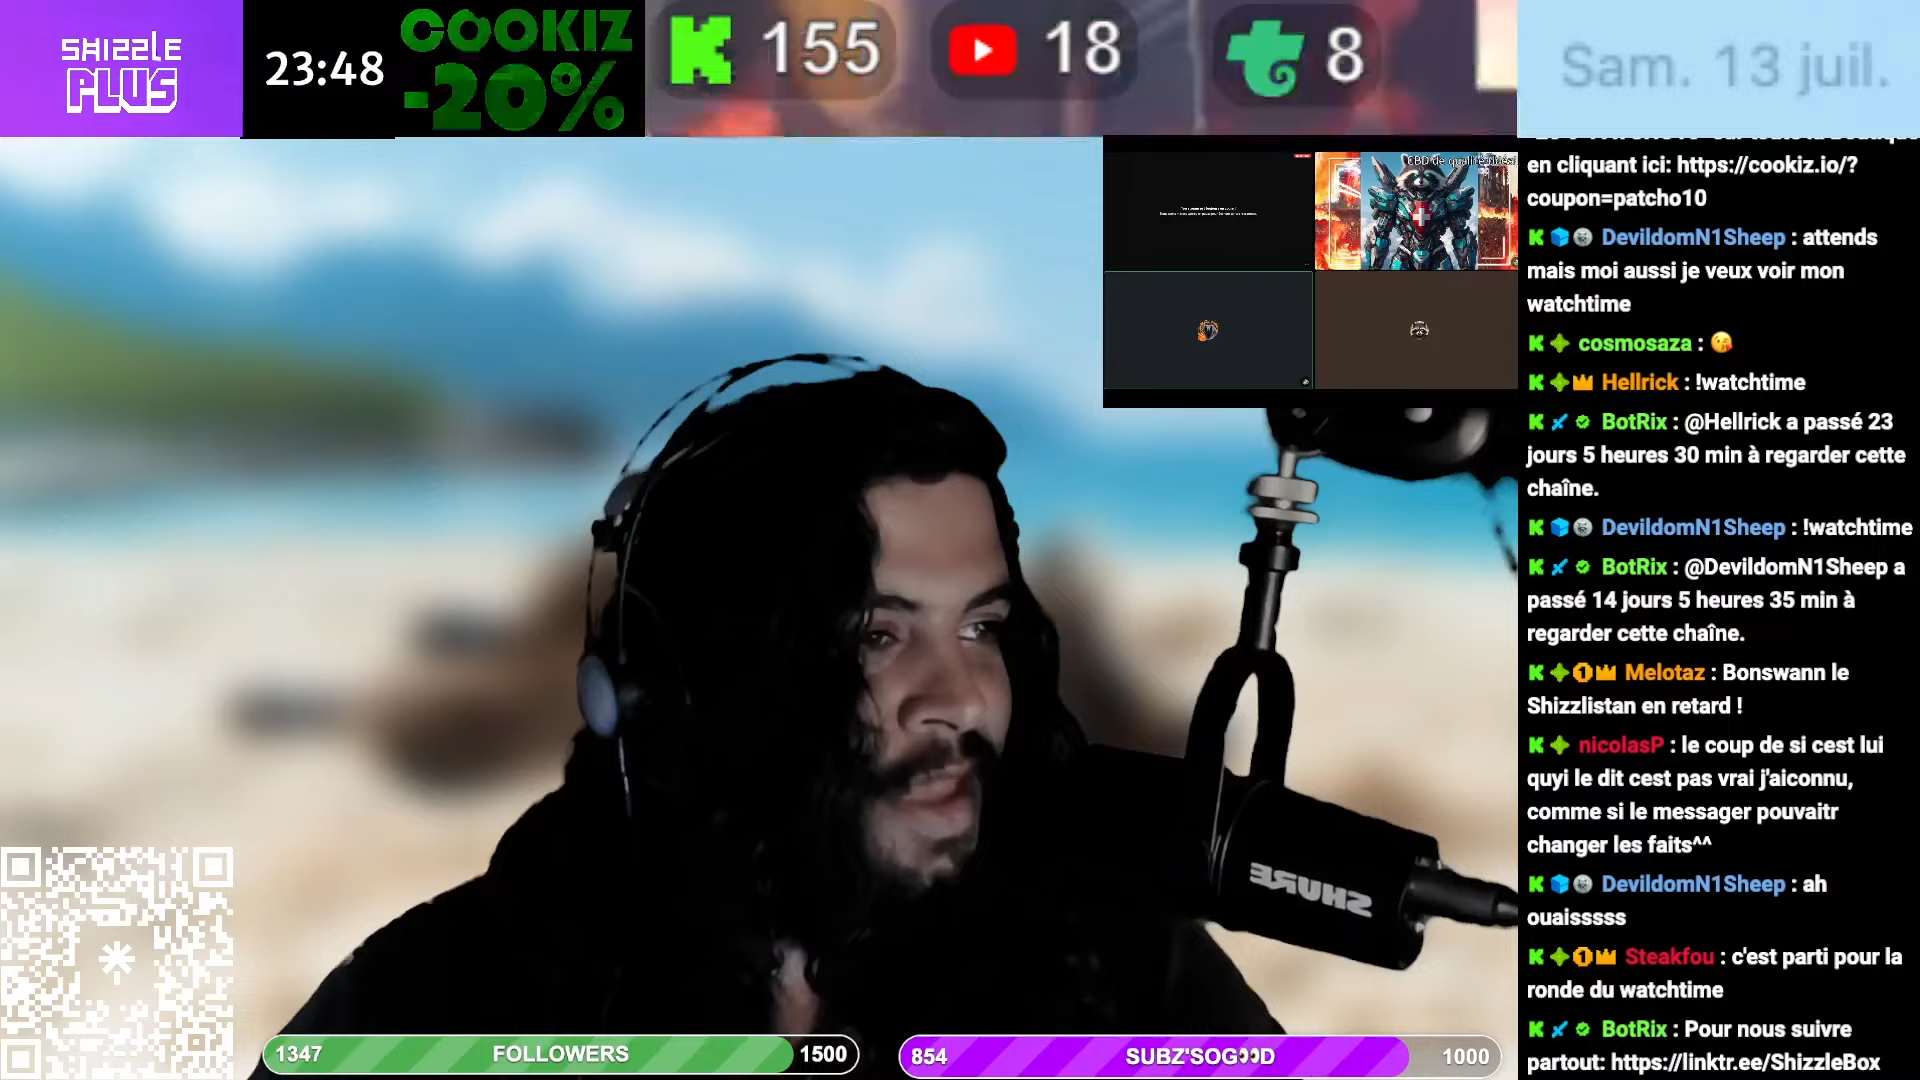 SHIZZLE
PLUS
23:48
COOKIZ
-20%
155
18
8
Sam. 13 juil.
en cliquant ici: https://cookiz.io/?
coupon=patcho10
DevildomN1Sheep : attends
mais moi aussi je veux voir mon
watchtime
cosmosaza : 😘
Hellrick : !watchtime
BotRix : @Hellrick a passé 23
jours 5 heures 30 min à regarder cette
chaîne.
DevildomN1Sheep : !watchtime
BotRix : @DevildomN1Sheep a
passé 14 jours 5 heures 35 min à
regarder cette chaîne.
Melotaz : Bonswann le
Shizzlistan en retard !
nicolasP : le coup de si cest lui
quyi le dit cest pas vrai j'aiconnu,
comme si le messager pouvaitr
changer les faits^^
DevildomN1Sheep : ah
ouaisssss
Steakfou : c'est parti pour la
ronde du watchtime
BotRix : Pour nous suivre
partout: https://linktr.ee/ShizzleBox
CBD de qualité
SHURE
1347 FOLLOWERS 1500
854 SUBZ'SOG👀D 1000